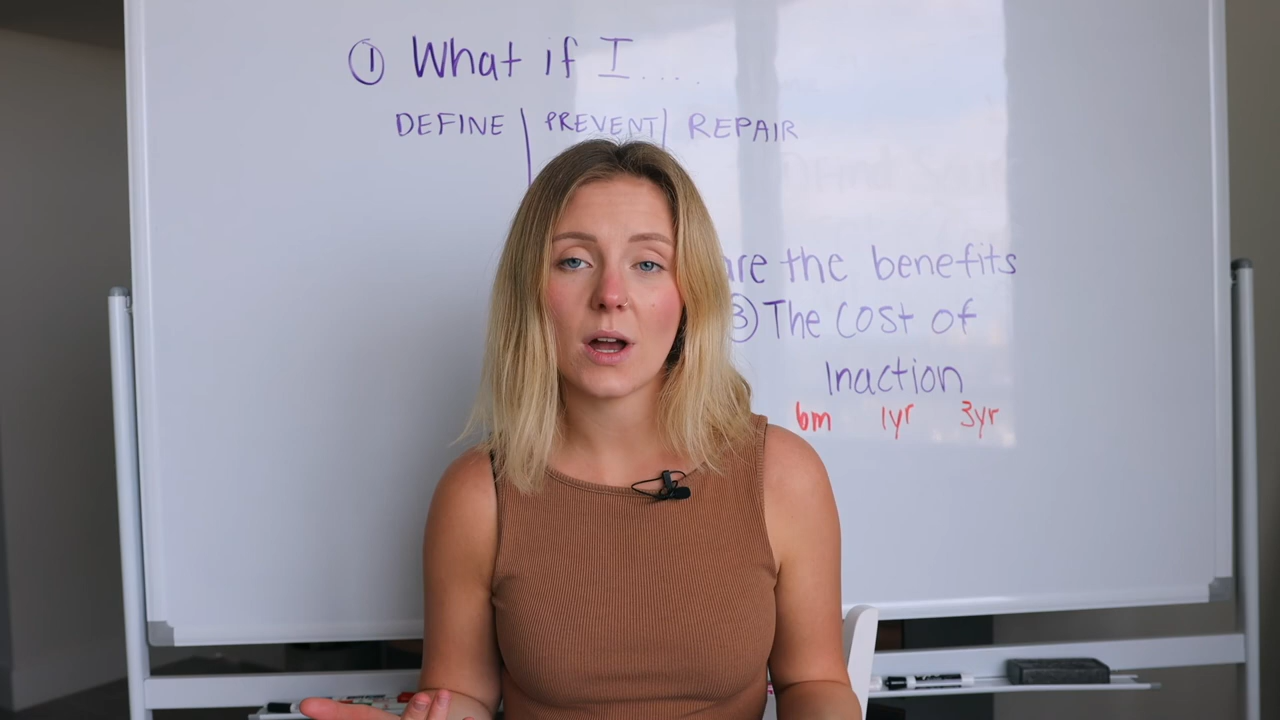 ① What if I....
DEFINE | PREVENT | REPAIR
are the benefits
③ The Cost of
Inaction
6m 1yr 3yr